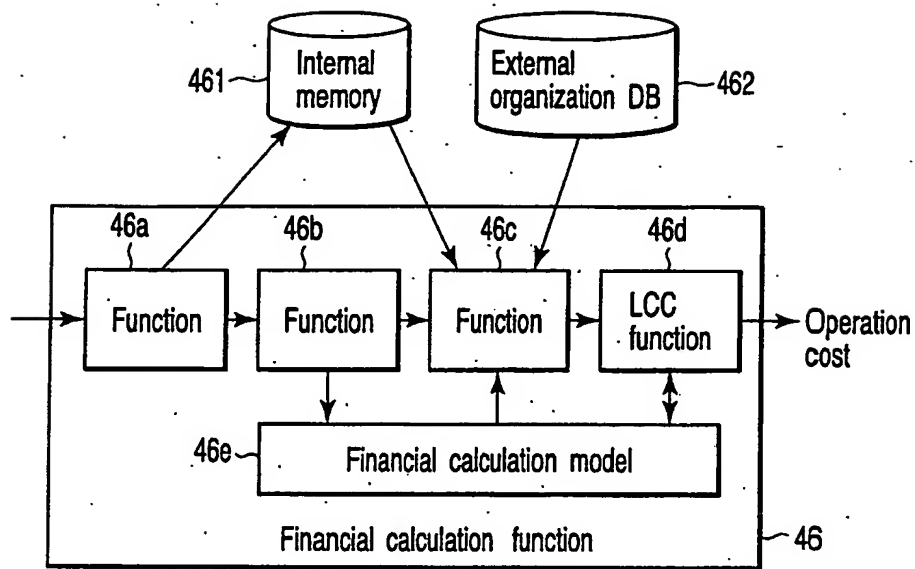 461
Internal
memory
External
organization DB
462
46a
46b
46c
46d
Function
Function
Function
LCC
function
Operation
cost
46e
Financial calculation model
Financial calculation function
46